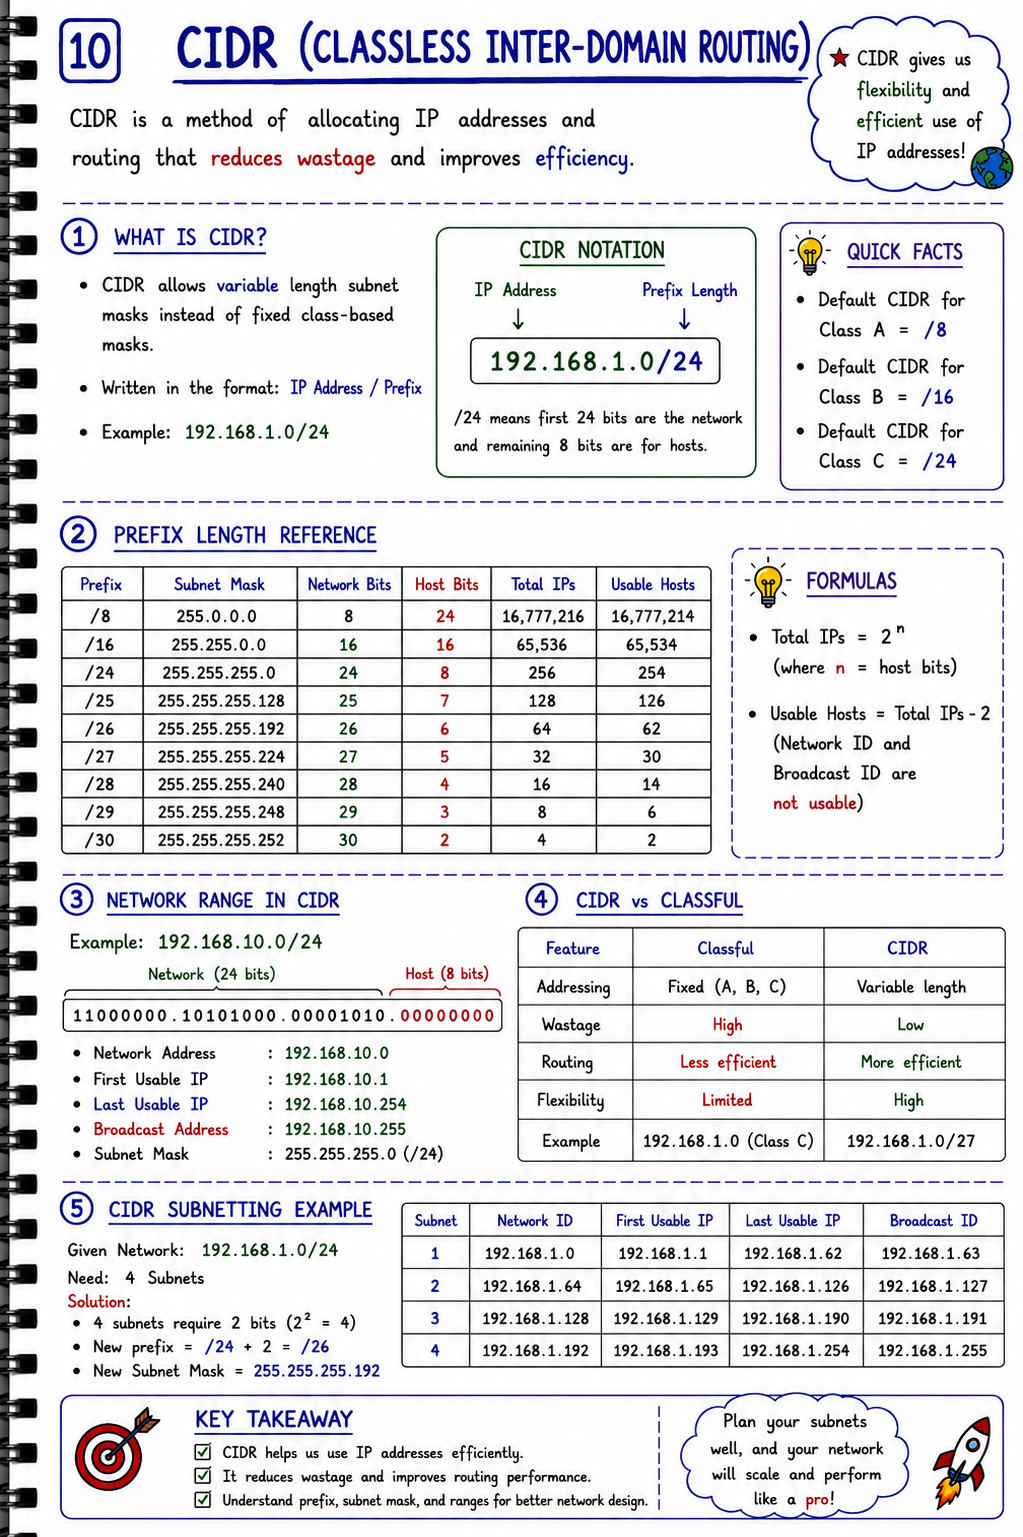 10
CIDR (CLASSLESS INTER-DOMAIN ROUTING)
CIDR is a method of allocating IP addresses and
routing that reduces wastage and improves efficiency.
★ CIDR gives us
flexibility and
efficient use of
IP addresses!
1 WHAT IS CIDR?
• CIDR allows variable length subnet
masks instead of fixed class-based
masks.
• Written in the format: IP Address / Prefix
• Example: 192.168.1.0/24
CIDR NOTATION
IP Address Prefix Length
↓ ↓
192.168.1.0/24
/24 means first 24 bits are the network
and remaining 8 bits are for hosts.
QUICK FACTS
• Default CIDR for
Class A = /8
• Default CIDR for
Class B = /16
• Default CIDR for
Class C = /24
2 PREFIX LENGTH REFERENCE
Prefix Subnet Mask Network Bits Host Bits Total IPs Usable Hosts
/8 255.0.0.0 8 24 16,777,216 16,777,214
/16 255.255.0.0 16 16 65,536 65,534
/24 255.255.255.0 24 8 256 254
/25 255.255.255.128 25 7 128 126
/26 255.255.255.192 26 6 64 62
/27 255.255.255.224 27 5 32 30
/28 255.255.255.240 28 4 16 14
/29 255.255.255.248 29 3 8 6
/30 255.255.255.252 30 2 4 2
FORMULAS
• Total IPs = 2ⁿ
(where n = host bits)
• Usable Hosts = Total IPs - 2
(Network ID and
Broadcast ID are
not usable)
3 NETWORK RANGE IN CIDR
Example: 192.168.10.0/24
Network (24 bits) Host (8 bits)
11000000.10101000.00001010.00000000
• Network Address : 192.168.10.0
• First Usable IP : 192.168.10.1
• Last Usable IP : 192.168.10.254
• Broadcast Address : 192.168.10.255
• Subnet Mask : 255.255.255.0 (/24)
4 CIDR vs CLASSFUL
Feature Classful CIDR
Addressing Fixed (A, B, C) Variable length
Wastage High Low
Routing Less efficient More efficient
Flexibility Limited High
Example 192.168.1.0 (Class C) 192.168.1.0/27
5 CIDR SUBNETTING EXAMPLE
Given Network: 192.168.1.0/24
Need: 4 Subnets
Solution:
• 4 subnets require 2 bits (2² = 4)
• New prefix = /24 + 2 = /26
• New Subnet Mask = 255.255.255.192
Subnet Network ID First Usable IP Last Usable IP Broadcast ID
1 192.168.1.0 192.168.1.1 192.168.1.62 192.168.1.63
2 192.168.1.64 192.168.1.65 192.168.1.126 192.168.1.127
3 192.168.1.128 192.168.1.129 192.168.1.190 192.168.1.191
4 192.168.1.192 192.168.1.193 192.168.1.254 192.168.1.255
KEY TAKEAWAY
☑ CIDR helps us use IP addresses efficiently.
☑ It reduces wastage and improves routing performance.
☑ Understand prefix, subnet mask, and ranges for better network design.
Plan your subnets
well, and your network
will scale and perform
like a pro!